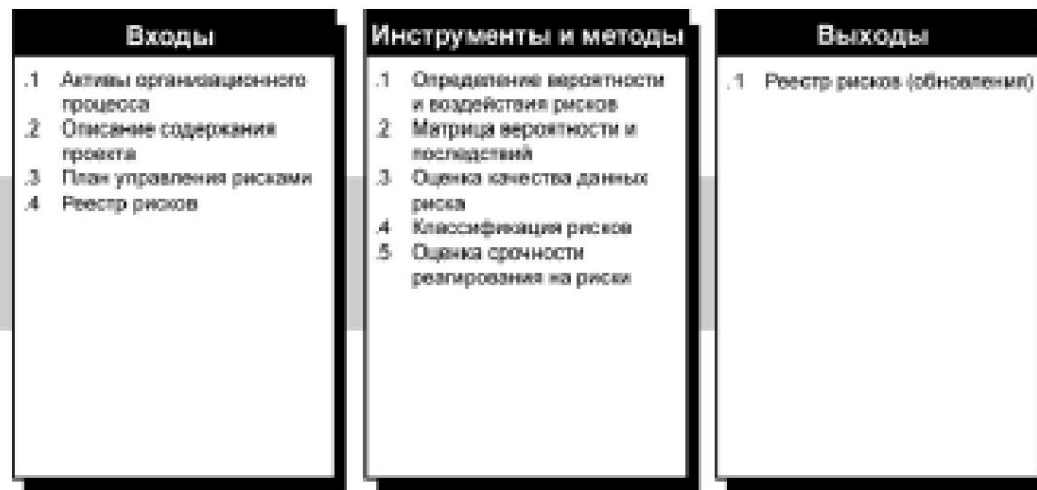 Входы
.1 Активы организационного
процесса
.2 Описание содержания
проекта
.3 План управления рисками
.4 Реестр рисков
Инструменты и методы
.1 Определение вероятности
и воздействия рисков
.2 Матрица вероятности и
последствий
.3 Оценка качества данных
риска
.4 Классификация рисков
.5 Оценка срочности
реагирования на риски
Выходы
.1 Реестр рисков (обновления)